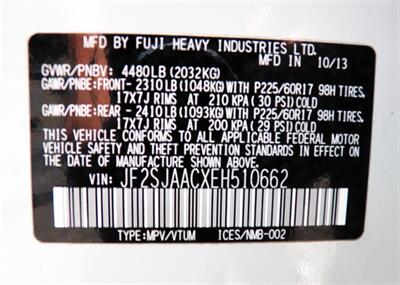 MFD BY FUJI HEAVY INDUSTRIES LTD.
IN 10/13
GVWR/PNBV: 4480LB (2032KG)
GAWR/PNBE:FRONT- 2310LB (1048KG) WITH P225/60R17 98H TIRES,
17X7J RIMS AT 210 KPA (30 PSI) COLD
GAWR/PNBE:REAR - 2410LB (1093KG) WITH P225/60R17 98H TIRES,
17X7J RIMS AT 200 KPA (29 PSI) COLD
THIS VEHICLE CONFORMS TO ALL APPLICABLE FEDERAL MOTOR
VEHICLE SAFETY STANDARDS IN EFFECT ON THE DATE OF
MANUFACTURE SHOWN ABOVE.
VIN: JF2SJAACXEH510662
TYPE:MPV/VTUM ICES/NMB-002